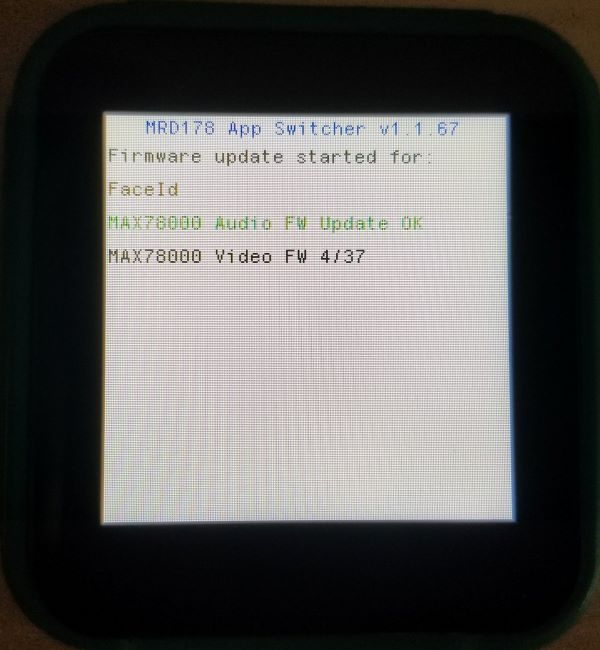 MRD178 App Switcher v1.1.67
Firmware update started for:
FaceId
MAX78000 Audio FW Update OK
MAX78000 Video FW 4/37